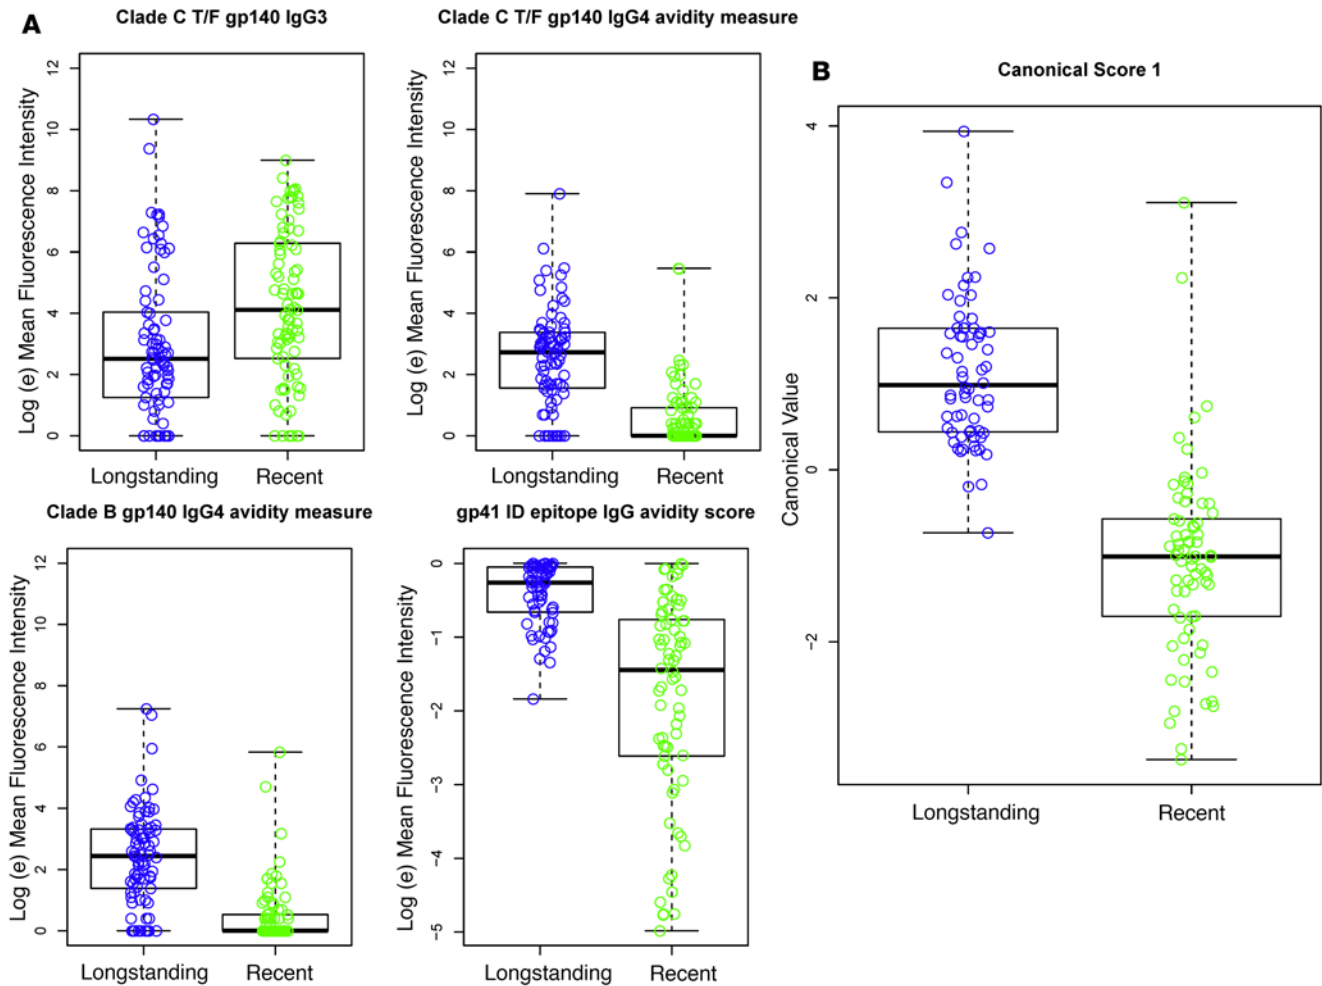 A
Clade C T/F gp140 IgG3
Log (e) Mean Fluorescence Intensity
12
10
8
6
4
2
0
Longstanding
Recent
Clade C T/F gp140 IgG4 avidity measure
Log (e) Mean Fluorescence Intensity
12
10
8
6
4
2
0
Longstanding
Recent
Clade B gp140 IgG4 avidity measure
Log (e) Mean Fluorescence Intensity
12
10
8
6
4
2
0
Longstanding
Recent
gp41 ID epitope IgG avidity score
Log (e) Mean Fluorescence Intensity
0
−1
−2
−3
−4
−5
Longstanding
Recent
B
Canonical Score 1
Canonical Value
4
2
0
−2
Longstanding
Recent